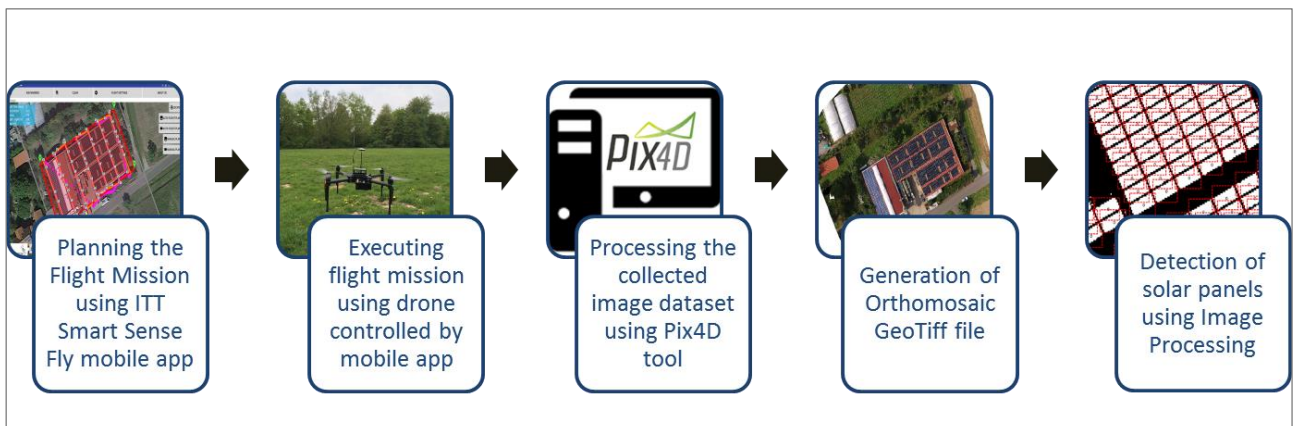 Planning the
Flight Mission
using ITT
Smart Sense
Fly mobile app
Executing
flight mission
using drone
controlled by
mobile app
PIX4D
Processing the
collected
image dataset
using Pix4D
tool
Generation of
Orthomosaic
GeoTiff file
Detection of
solar panels
using Image
Processing